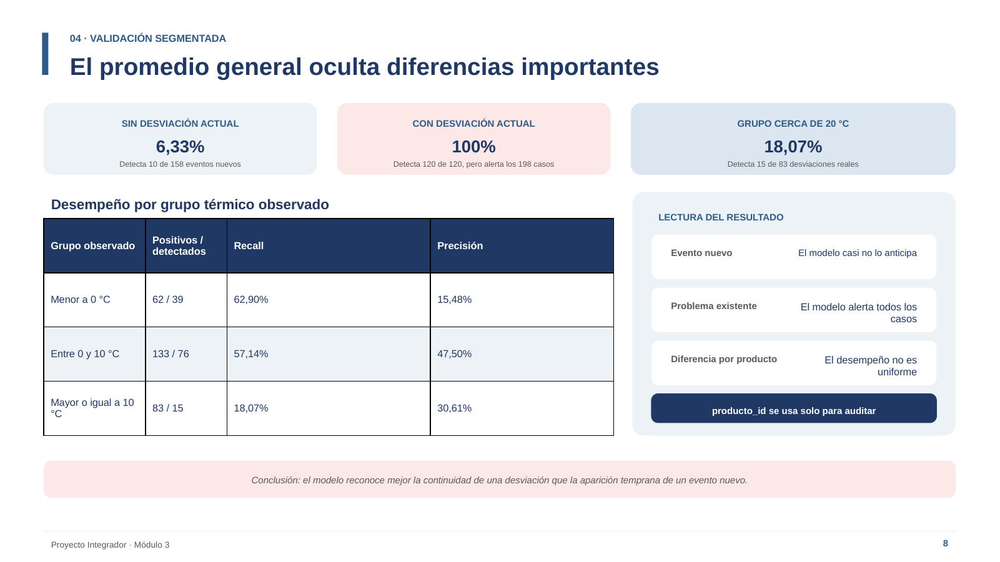 04 · VALIDACIÓN SEGMENTADA
El promedio general oculta diferencias importantes
SIN DESVIACIÓN ACTUAL
6,33%
Detecta 10 de 158 eventos nuevos
CON DESVIACIÓN ACTUAL
100%
Detecta 120 de 120, pero alerta los 198 casos
GRUPO CERCA DE 20 °C
18,07%
Detecta 15 de 83 desviaciones reales
Desempeño por grupo térmico observado
Grupo observado
Positivos /
detectados
Recall
Precisión
Menor a 0 °C
62 / 39
62,90%
15,48%
Entre 0 y 10 °C
133 / 76
57,14%
47,50%
Mayor o igual a 10
°C
83 / 15
18,07%
30,61%
LECTURA DEL RESULTADO
Evento nuevo
El modelo casi no lo anticipa
Problema existente
El modelo alerta todos los
casos
Diferencia por producto
El desempeño no es
uniforme
producto_id se usa solo para auditar
Conclusión: el modelo reconoce mejor la continuidad de una desviación que la aparición temprana de un evento nuevo.
Proyecto Integrador · Módulo 3
8